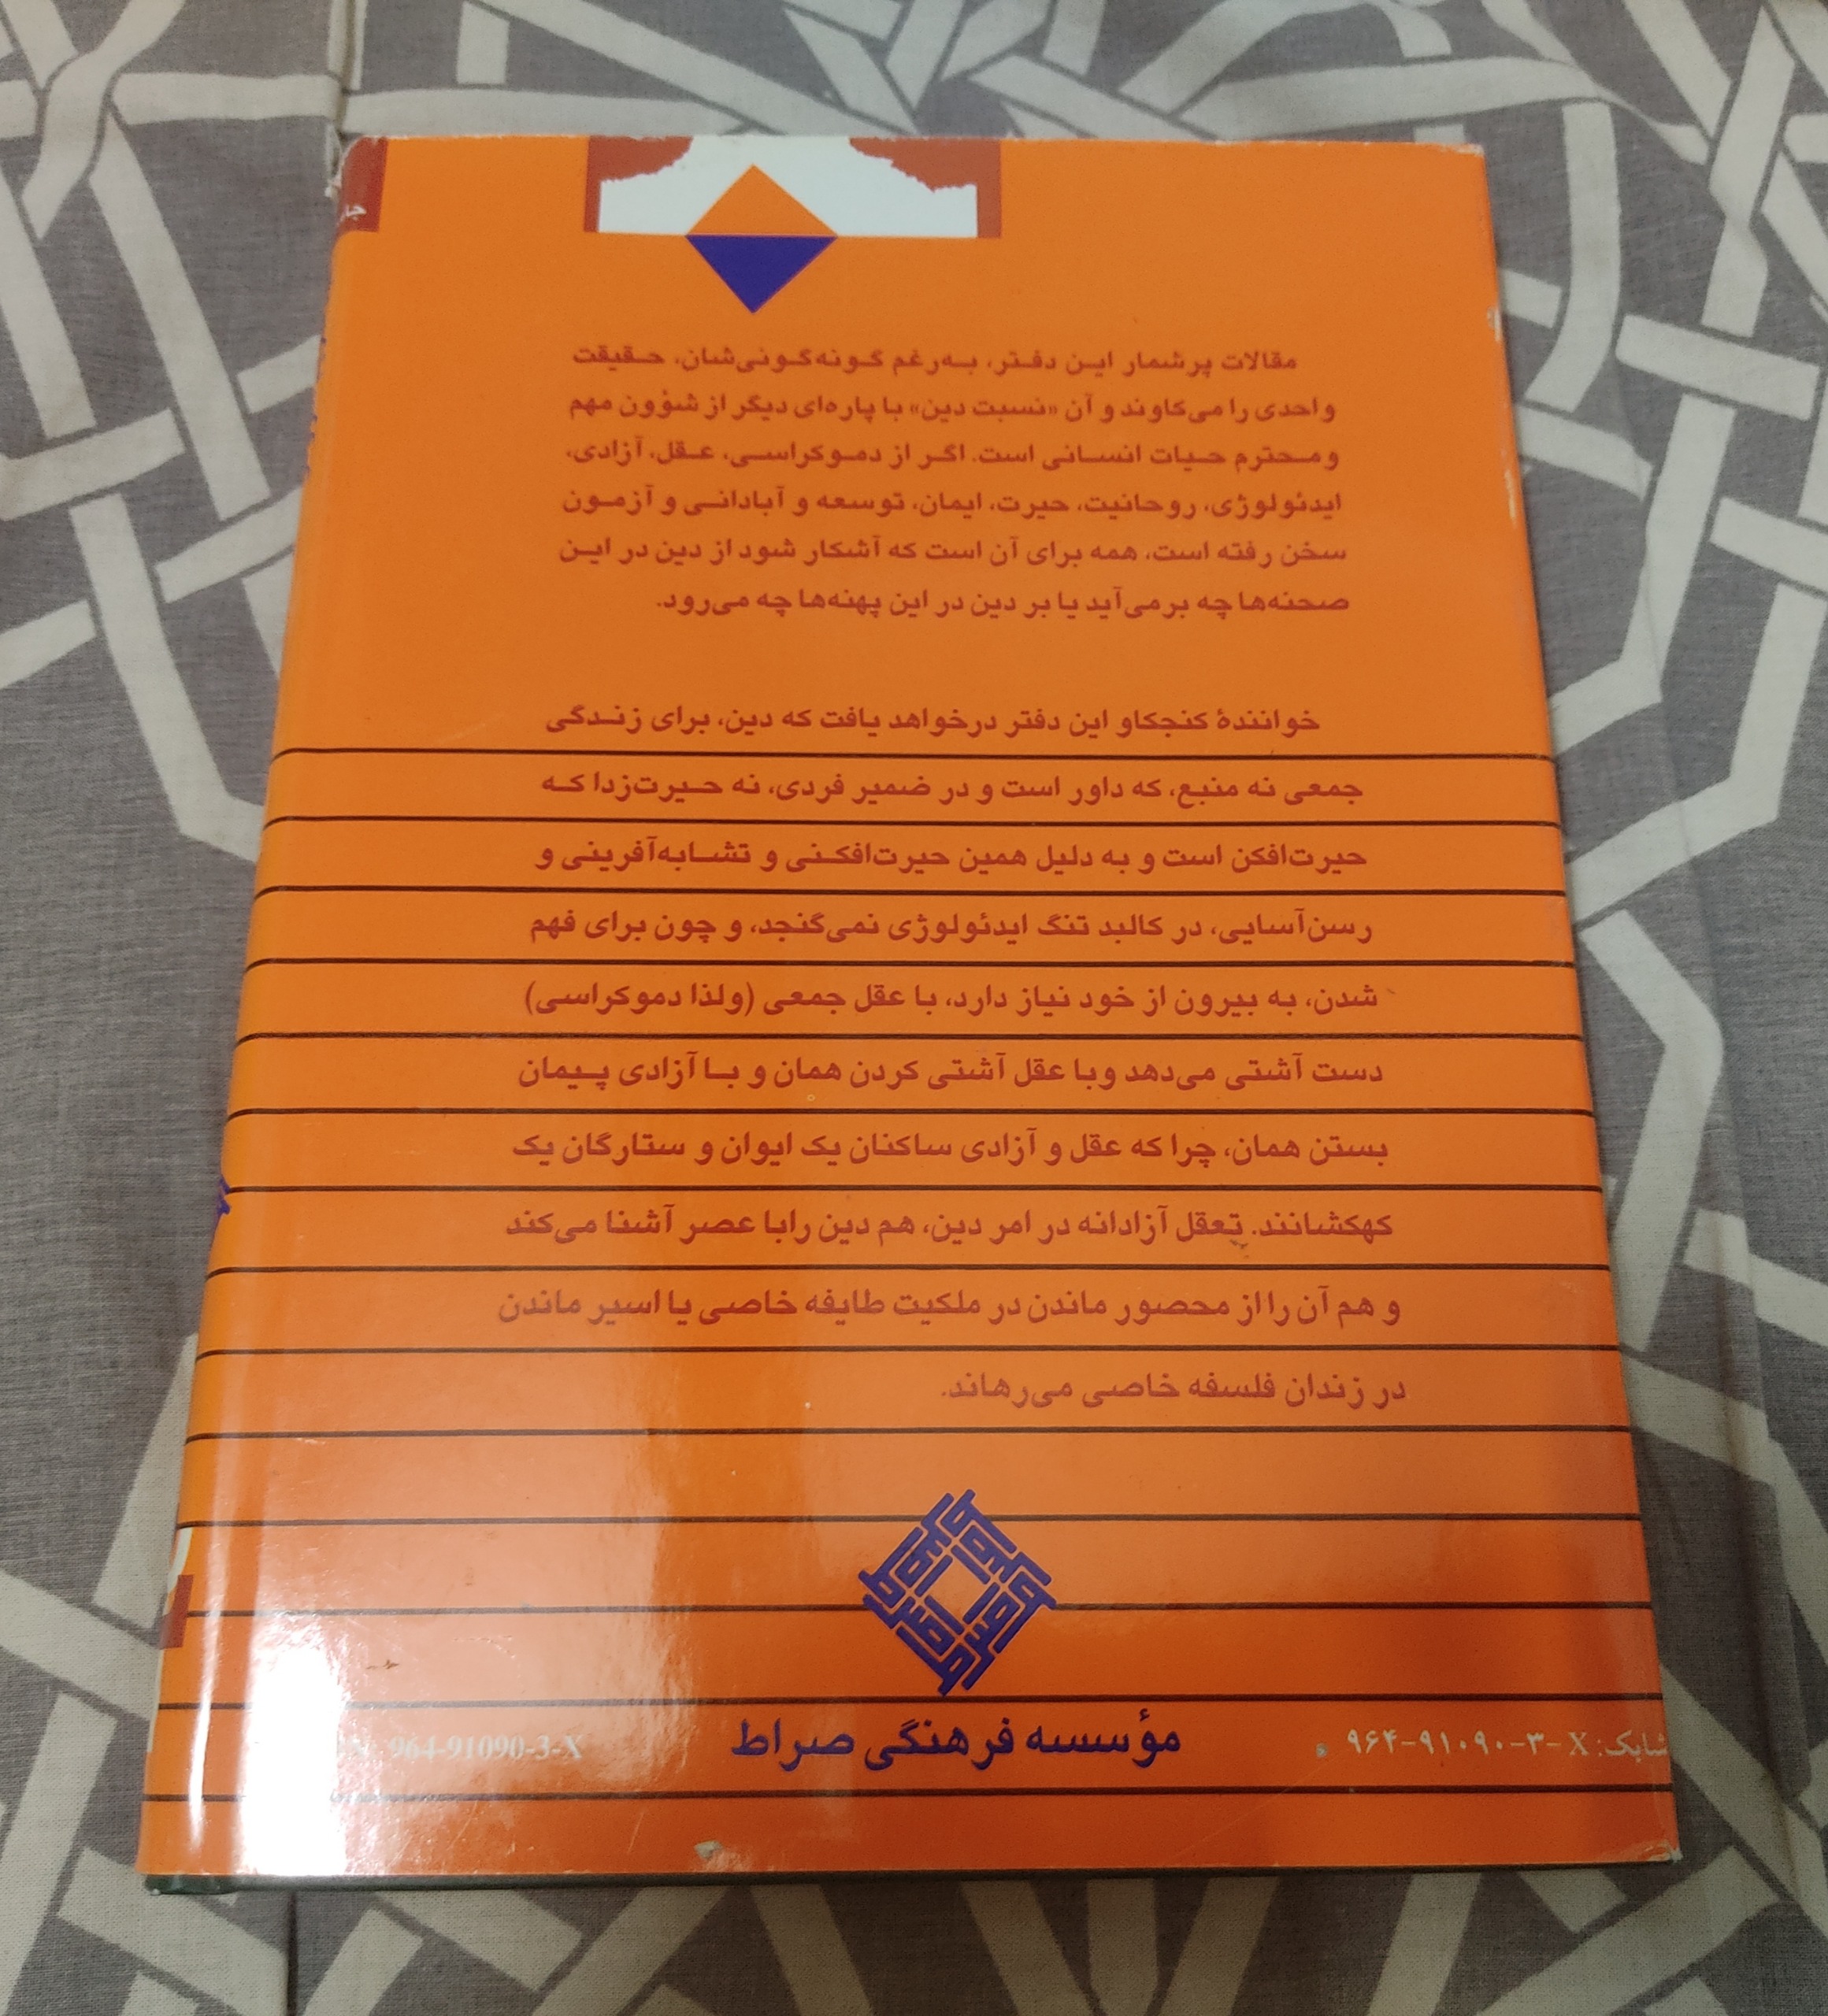 مقالات پرشمار این دفتر، به‌رغم گونه‌گونی‌شان، حقیقت
واحدی را می‌کاوند و آن «نسبت دین» با پاره‌ای دیگر از شؤون مهم
و محترم حیات انسانی است. اگر از دموکراسی، عقل، آزادی،
ایدئولوژی، روحانیت، حیرت، ایمان، توسعه و آبادانی و آزمون
سخن رفته است، همه برای آن است که آشکار شود از دین در این
صحنه‌ها چه برمی‌آید یا بر دین در این پهنه‌ها چه می‌رود.
خوانندهٔ کنجکاو این دفتر درخواهد یافت که دین، برای زندگی
جمعی نه منبع، که داور است و در ضمیر فردی، نه حیرت‌زدا که
حیرت‌افکن است و به دلیل همین حیرت‌افکنی و تشابه‌آفرینی و
رسن‌آسایی، در کالبد تنگ ایدئولوژی نمی‌گنجد، و چون برای فهم
شدن، به بیرون از خود نیاز دارد، با عقل جمعی (ولذا دموکراسی)
دست آشتی می‌دهد وبا عقل آشتی کردن همان و با آزادی پیمان
بستن همان، چرا که عقل و آزادی ساکنان یک ایوان و ستارگان یک
کهکشانند. تعقل آزادانه در امر دین، هم دین رابا عصر آشنا می‌کند
و هم آن را از محصور ماندن در ملکیت طایفه خاصی یا اسیر ماندن
در زندان فلسفه خاصی می‌رهاند.
مؤسسه فرهنگی صراط
شابک: X-۳-۹۱۰۹۰-۹۶۴
964-91090-3-X